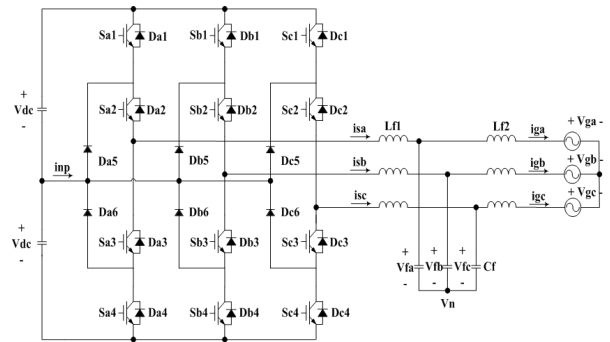 Sa1 Da1 Sb1 Db1 Sc1 Dc1
+
Vdc
-
Sa2 Da2 Sb2 Db2 Sc2 Dc2
isa Lf1 Lf2 iga + Vga -
Da5 Db5 Dc5
inp isb igb + Vgb -
Da6 Db6 Dc6 isc igc + Vgc -
+
Vdc
-
Sa3 Da3 Sb3 Db3 Sc3 Dc3
+ + +
Vfa Vfb Vfc Cf
- - -
Vn
Sa4 Da4 Sb4 Db4 Sc4 Dc4